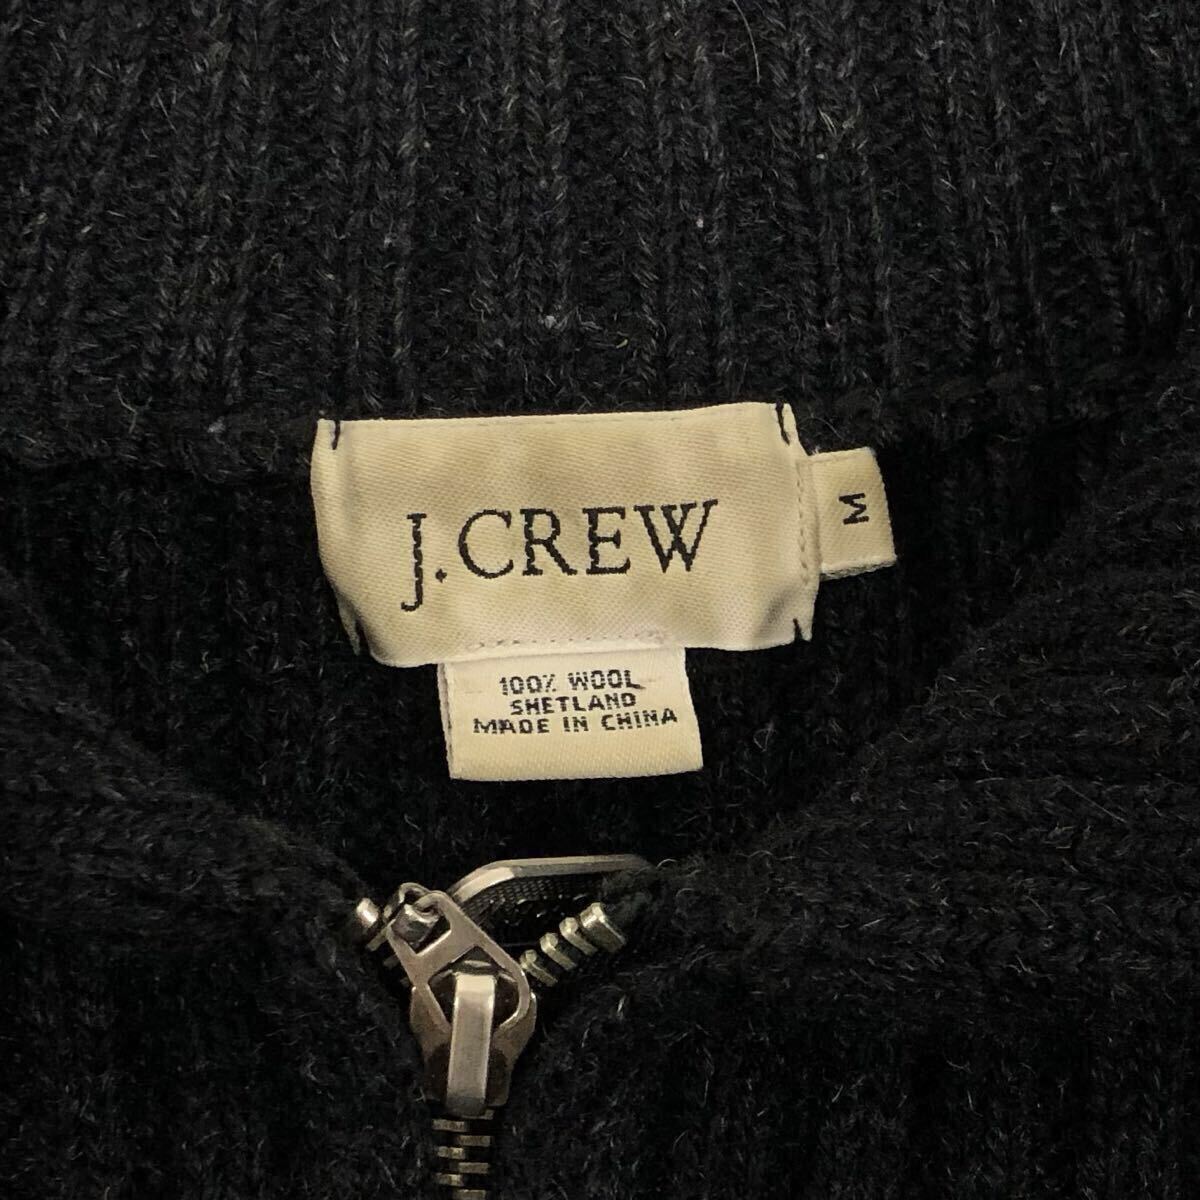 J.CREW
M
100% WOOL
SHETLAND
MADE IN CHINA